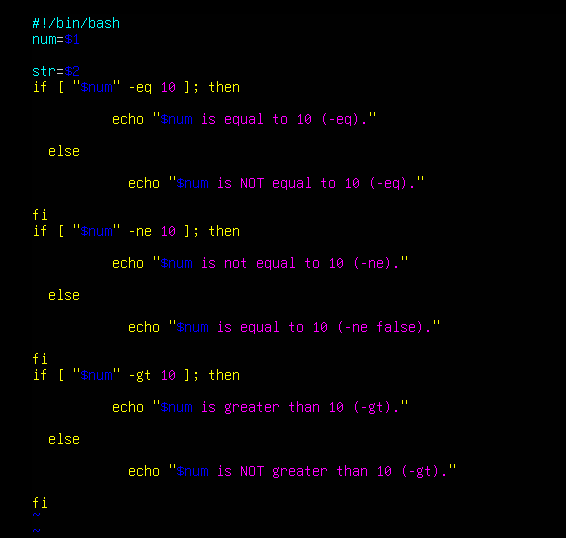 #!/bin/bash
num=$1
str=$2
if [ "$num" -eq 10 ]; then
echo "$num is equal to 10 (-eq)."
else
echo "$num is NOT equal to 10 (-eq)."
fi
if [ "$num" -ne 10 ]; then
echo "$num is not equal to 10 (-ne)."
else
echo "$num is equal to 10 (-ne false)."
fi
if [ "$num" -gt 10 ]; then
echo "$num is greater than 10 (-gt)."
else
echo "$num is NOT greater than 10 (-gt)."
fi
~
~